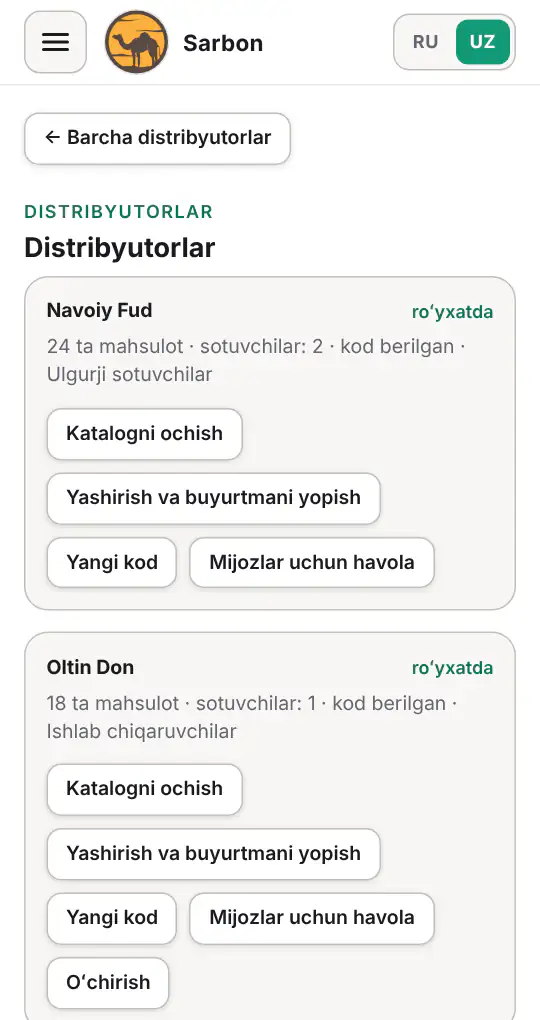 Sarbon
RU
UZ
← Barcha distribyutorlar
DISTRIBYUTORLAR
Distribyutorlar
Navoiy Fud
roʻyxatda
24 ta mahsulot · sotuvchilar: 2 · kod berilgan ·
Ulgurji sotuvchilar
Katalogni ochish
Yashirish va buyurtmani yopish
Yangi kod
Mijozlar uchun havola
Oltin Don
roʻyxatda
18 ta mahsulot · sotuvchilar: 1 · kod berilgan ·
Ishlab chiqaruvchilar
Katalogni ochish
Yashirish va buyurtmani yopish
Yangi kod
Mijozlar uchun havola
Oʻchirish